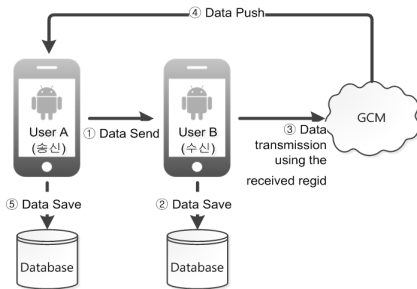 ④ Data Push
User A
(송신)
① Data Send
User B
(수신)
③ Data
transmission
using the
received regid
GCM
⑤ Data Save
② Data Save
Database
Database